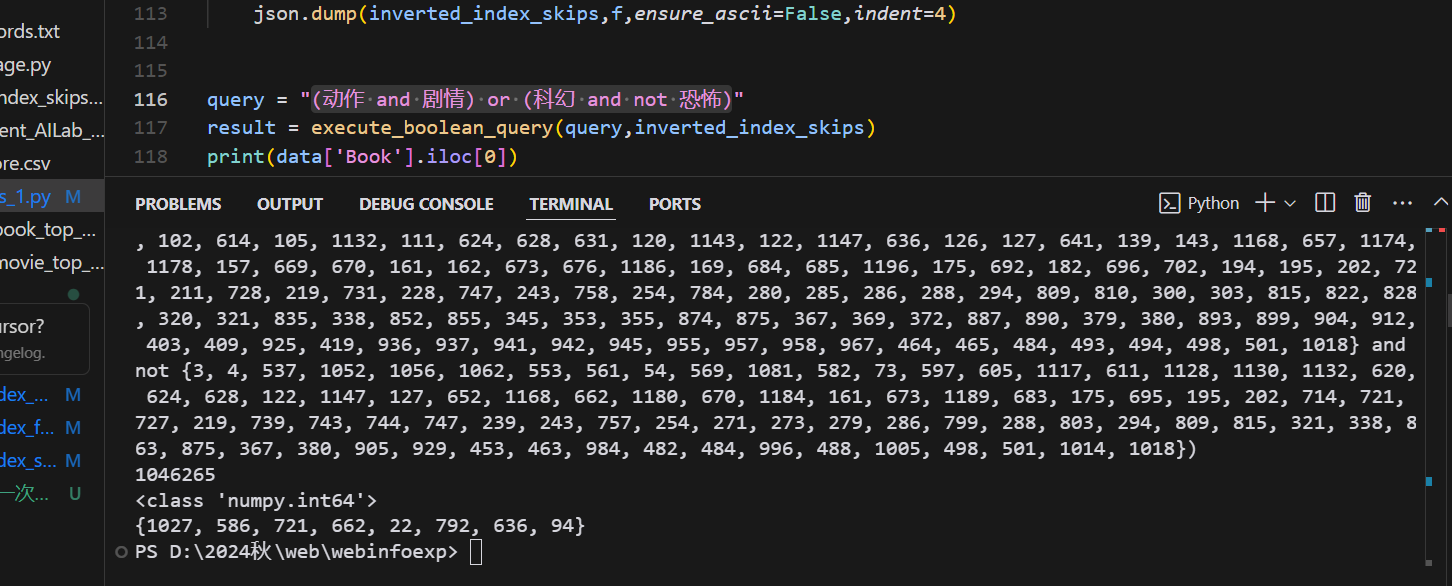 ords.txt
age.py
ndex_skips...
ent_AILab_...
ore.csv
s_1.py M
book_top_...
movie_top_...
ursor?
ngelog.
dex_... M
dex_f... M
dex_s... M
一次... U
113 json.dump(inverted_index_skips,f,ensure_ascii=False,indent=4)
114
115
116 query = "(动作 and 剧情) or (科幻 and not 恐怖)"
117 result = execute_boolean_query(query,inverted_index_skips)
118 print(data['Book'].iloc[0])
PROBLEMS OUTPUT DEBUG CONSOLE TERMINAL PORTS Python
, 102, 614, 105, 1132, 111, 624, 628, 631, 120, 1143, 122, 1147, 636, 126, 127, 641, 139, 143, 1168, 657, 1174,
1178, 157, 669, 670, 161, 162, 673, 676, 1186, 169, 684, 685, 1196, 175, 692, 182, 696, 702, 194, 195, 202, 72
1, 211, 728, 219, 731, 228, 747, 243, 758, 254, 784, 280, 285, 286, 288, 294, 809, 810, 300, 303, 815, 822, 828
, 320, 321, 835, 338, 852, 855, 345, 353, 355, 874, 875, 367, 369, 372, 887, 890, 379, 380, 893, 899, 904, 912,
403, 409, 925, 419, 936, 937, 941, 942, 945, 955, 957, 958, 967, 464, 465, 484, 493, 494, 498, 501, 1018} and
not {3, 4, 537, 1052, 1056, 1062, 553, 561, 54, 569, 1081, 582, 73, 597, 605, 1117, 611, 1128, 1130, 1132, 620,
624, 628, 122, 1147, 127, 652, 1168, 662, 1180, 670, 1184, 161, 673, 1189, 683, 175, 695, 195, 202, 714, 721,
727, 219, 739, 743, 744, 747, 239, 243, 757, 254, 271, 273, 279, 286, 799, 288, 803, 294, 809, 815, 321, 338, 8
63, 875, 367, 380, 905, 929, 453, 463, 984, 482, 484, 996, 488, 1005, 498, 501, 1014, 1018})
1046265
<class 'numpy.int64'>
{1027, 586, 721, 662, 22, 792, 636, 94}
PS D:\2024秋\web\webinfoexp>